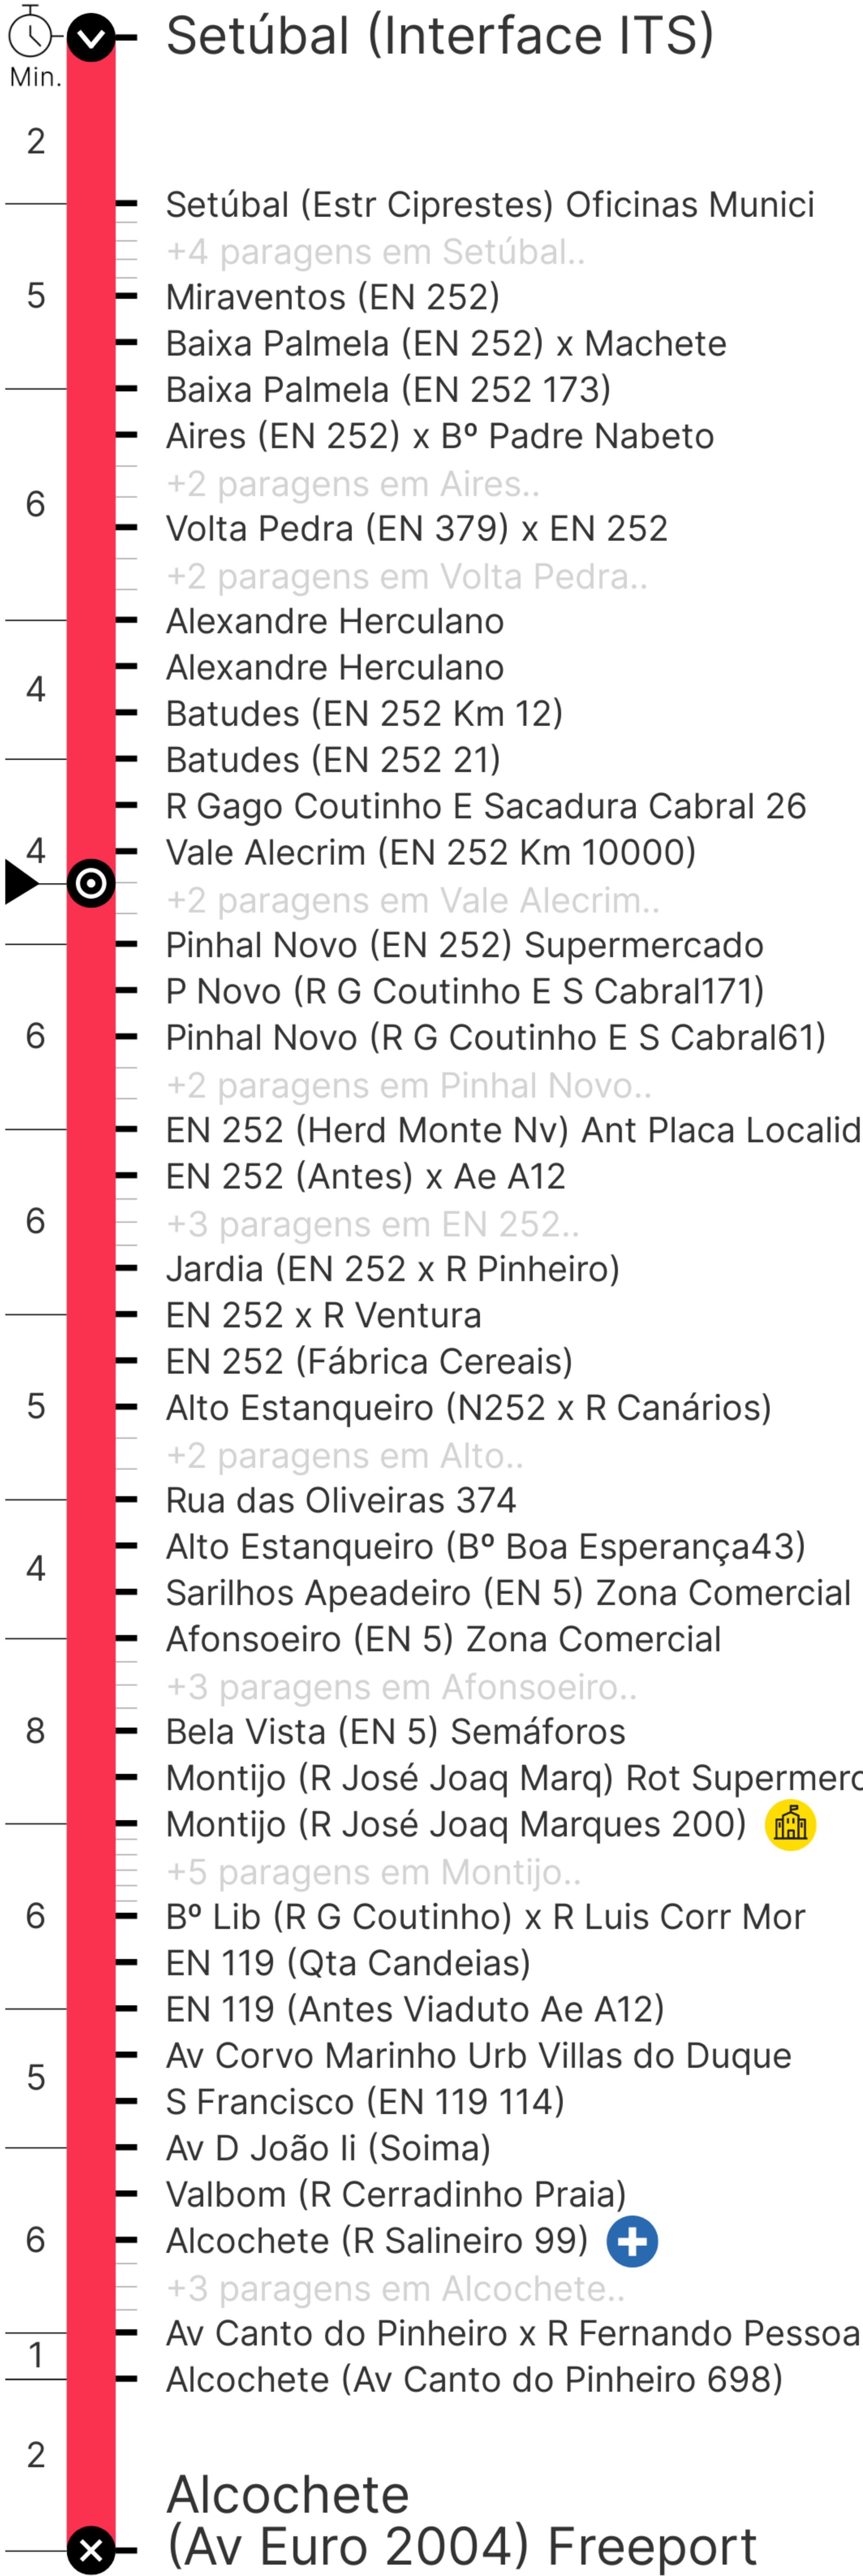 Setúbal (Interface ITS)
Min.
2
Setúbal (Estr Ciprestes) Oficinas Munici
+4 paragens em Setúbal..
5
Miraventos (EN 252)
Baixa Palmela (EN 252) x Machete
Baixa Palmela (EN 252 173)
Aires (EN 252) x Bº Padre Nabeto
+2 paragens em Aires..
6
Volta Pedra (EN 379) x EN 252
+2 paragens em Volta Pedra..
Alexandre Herculano
Alexandre Herculano
4
Batudes (EN 252 Km 12)
Batudes (EN 252 21)
R Gago Coutinho E Sacadura Cabral 26
4
Vale Alecrim (EN 252 Km 10000)
+2 paragens em Vale Alecrim..
Pinhal Novo (EN 252) Supermercado
P Novo (R G Coutinho E S Cabral171)
6
Pinhal Novo (R G Coutinho E S Cabral61)
+2 paragens em Pinhal Novo..
EN 252 (Herd Monte Nv) Ant Placa Localid
EN 252 (Antes) x Ae A12
6
+3 paragens em EN 252..
Jardia (EN 252 x R Pinheiro)
EN 252 x R Ventura
EN 252 (Fábrica Cereais)
5
Alto Estanqueiro (N252 x R Canários)
+2 paragens em Alto..
Rua das Oliveiras 374
Alto Estanqueiro (Bº Boa Esperança43)
4
Sarilhos Apeadeiro (EN 5) Zona Comercial
Afonsoeiro (EN 5) Zona Comercial
+3 paragens em Afonsoeiro..
8
Bela Vista (EN 5) Semáforos
Montijo (R José Joaq Marq) Rot Supermerc
Montijo (R José Joaq Marques 200)
+5 paragens em Montijo..
6
Bº Lib (R G Coutinho) x R Luis Corr Mor
EN 119 (Qta Candeias)
EN 119 (Antes Viaduto Ae A12)
Av Corvo Marinho Urb Villas do Duque
5
S Francisco (EN 119 114)
Av D João Ii (Soima)
Valbom (R Cerradinho Praia)
6
Alcochete (R Salineiro 99)
+3 paragens em Alcochete..
Av Canto do Pinheiro x R Fernando Pessoa
1
Alcochete (Av Canto do Pinheiro 698)
2
Alcochete
(Av Euro 2004) Freeport